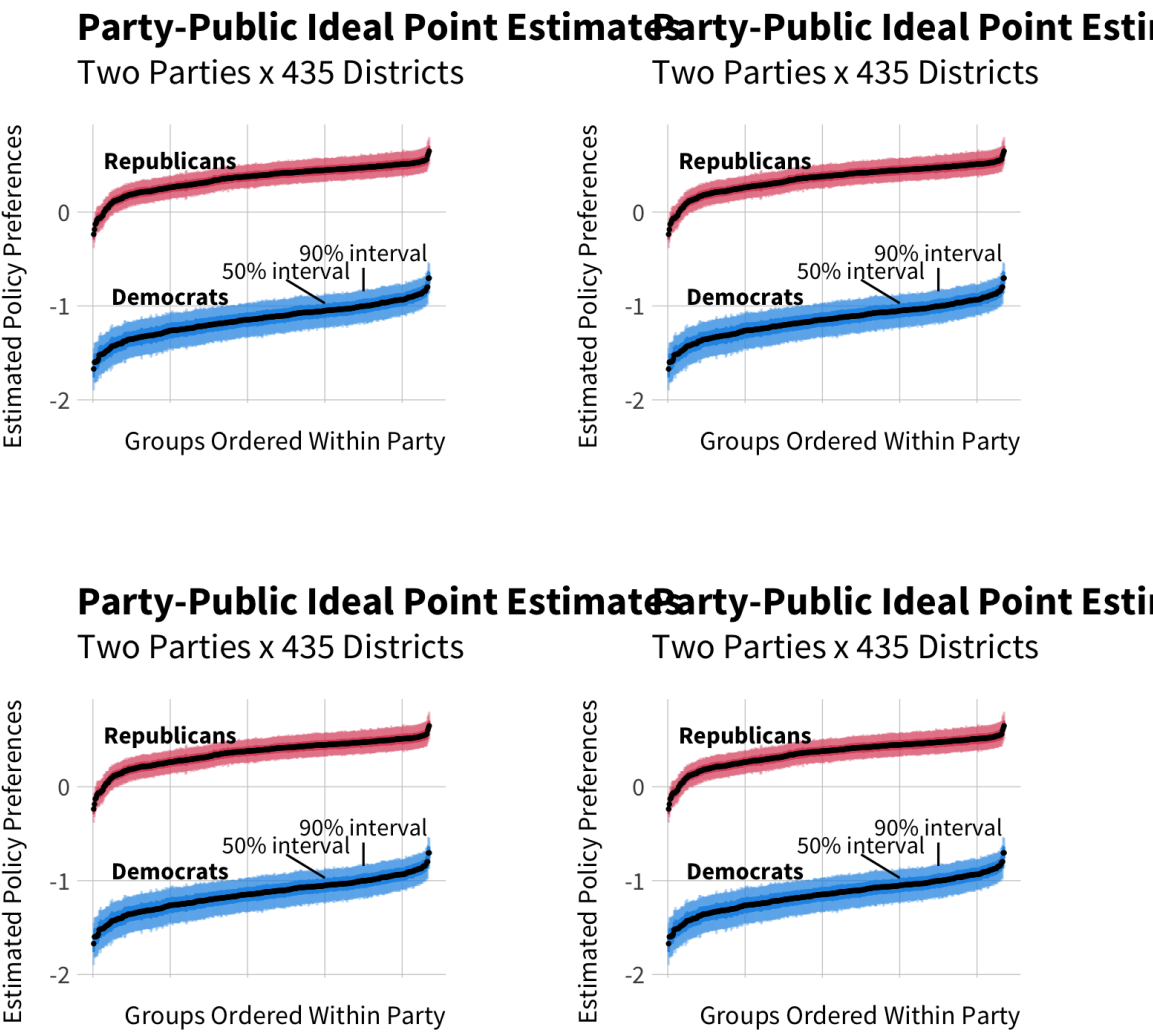 Party-Public Ideal Point Estimates
Two Parties x 435 Districts
Estimated Policy Preferences
Republicans
0
90% interval
50% interval
Democrats
-1
-2
Groups Ordered Within Party
Party-Public Ideal Point Esti
Two Parties x 435 Districts
Estimated Policy Preferences
Republicans
0
90% interval
50% interval
Democrats
-1
-2
Groups Ordered Within Party
Party-Public Ideal Point Estimates
Two Parties x 435 Districts
Estimated Policy Preferences
Republicans
0
90% interval
50% interval
Democrats
-1
-2
Groups Ordered Within Party
Party-Public Ideal Point Esti
Two Parties x 435 Districts
Estimated Policy Preferences
Republicans
0
90% interval
50% interval
Democrats
-1
-2
Groups Ordered Within Party